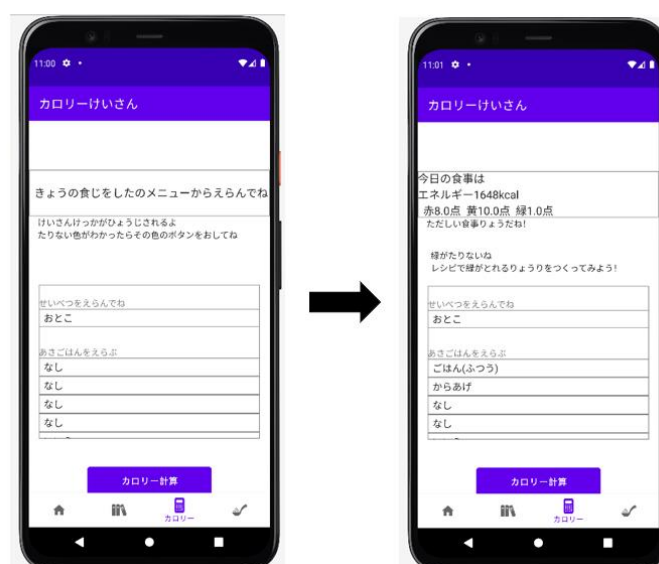 11:00
カロリーけいさん
きょうの食じをしたのメニューからえらんでね
けいさんけっかがひょうじされるよ
たりない色がわかったらその色のボタンをおしてね
せいべつをえらんでね
おとこ
あさごはんをえらぶ
なし
なし
なし
なし
カロリー計算
カロリー
11:01
カロリーけいさん
今日の食事は
エネルギー1648kcal
赤8.0点 黄10.0点 緑1.0点
ただしい食事りょうだね!
緑がたりないね
レシピで緑がとれるりょうりをつくってみよう!
せいべつをえらんでね
おとこ
あさごはんをえらぶ
ごはん(ふつう)
からあげ
なし
なし
カロリー計算
カロリー